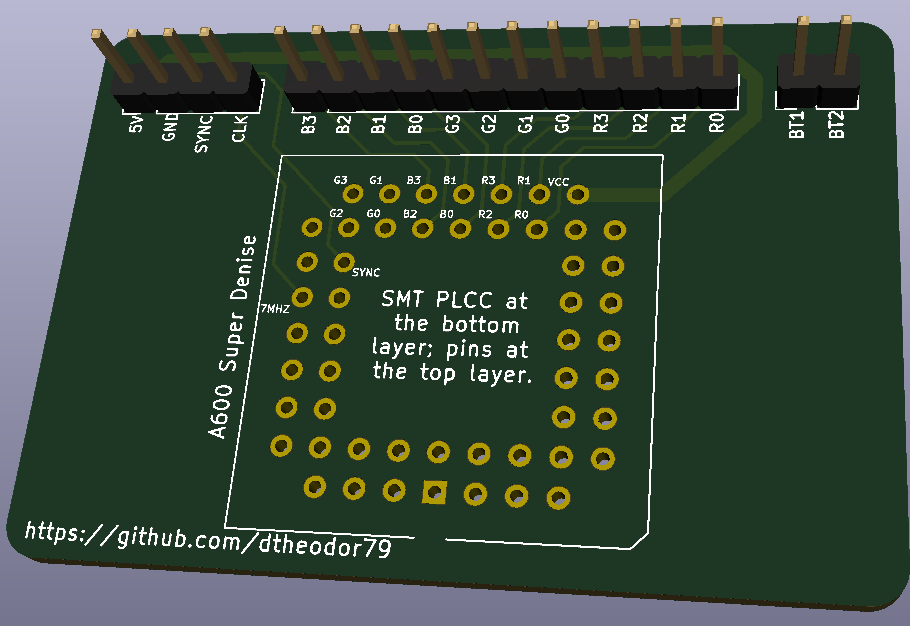 5V GND SYNC CLK
B3 B2 B1 B0 G3 G2 G1 G0 R3 R2 R1 R0
BT1 BT2
G3 G1 B3 B1 R3 R1 VCC
G2 G0 B2 B0 R2 R0
SYNC
7MHZ
A600 Super Denise
SMT PLCC at
the bottom
layer; pins at
the top layer.
https://github.com/dtheodor79